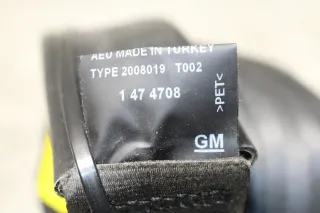 AEU MADE IN TURKEY
TYPE 2008019 T002
1 47 4708
>PET<
GM